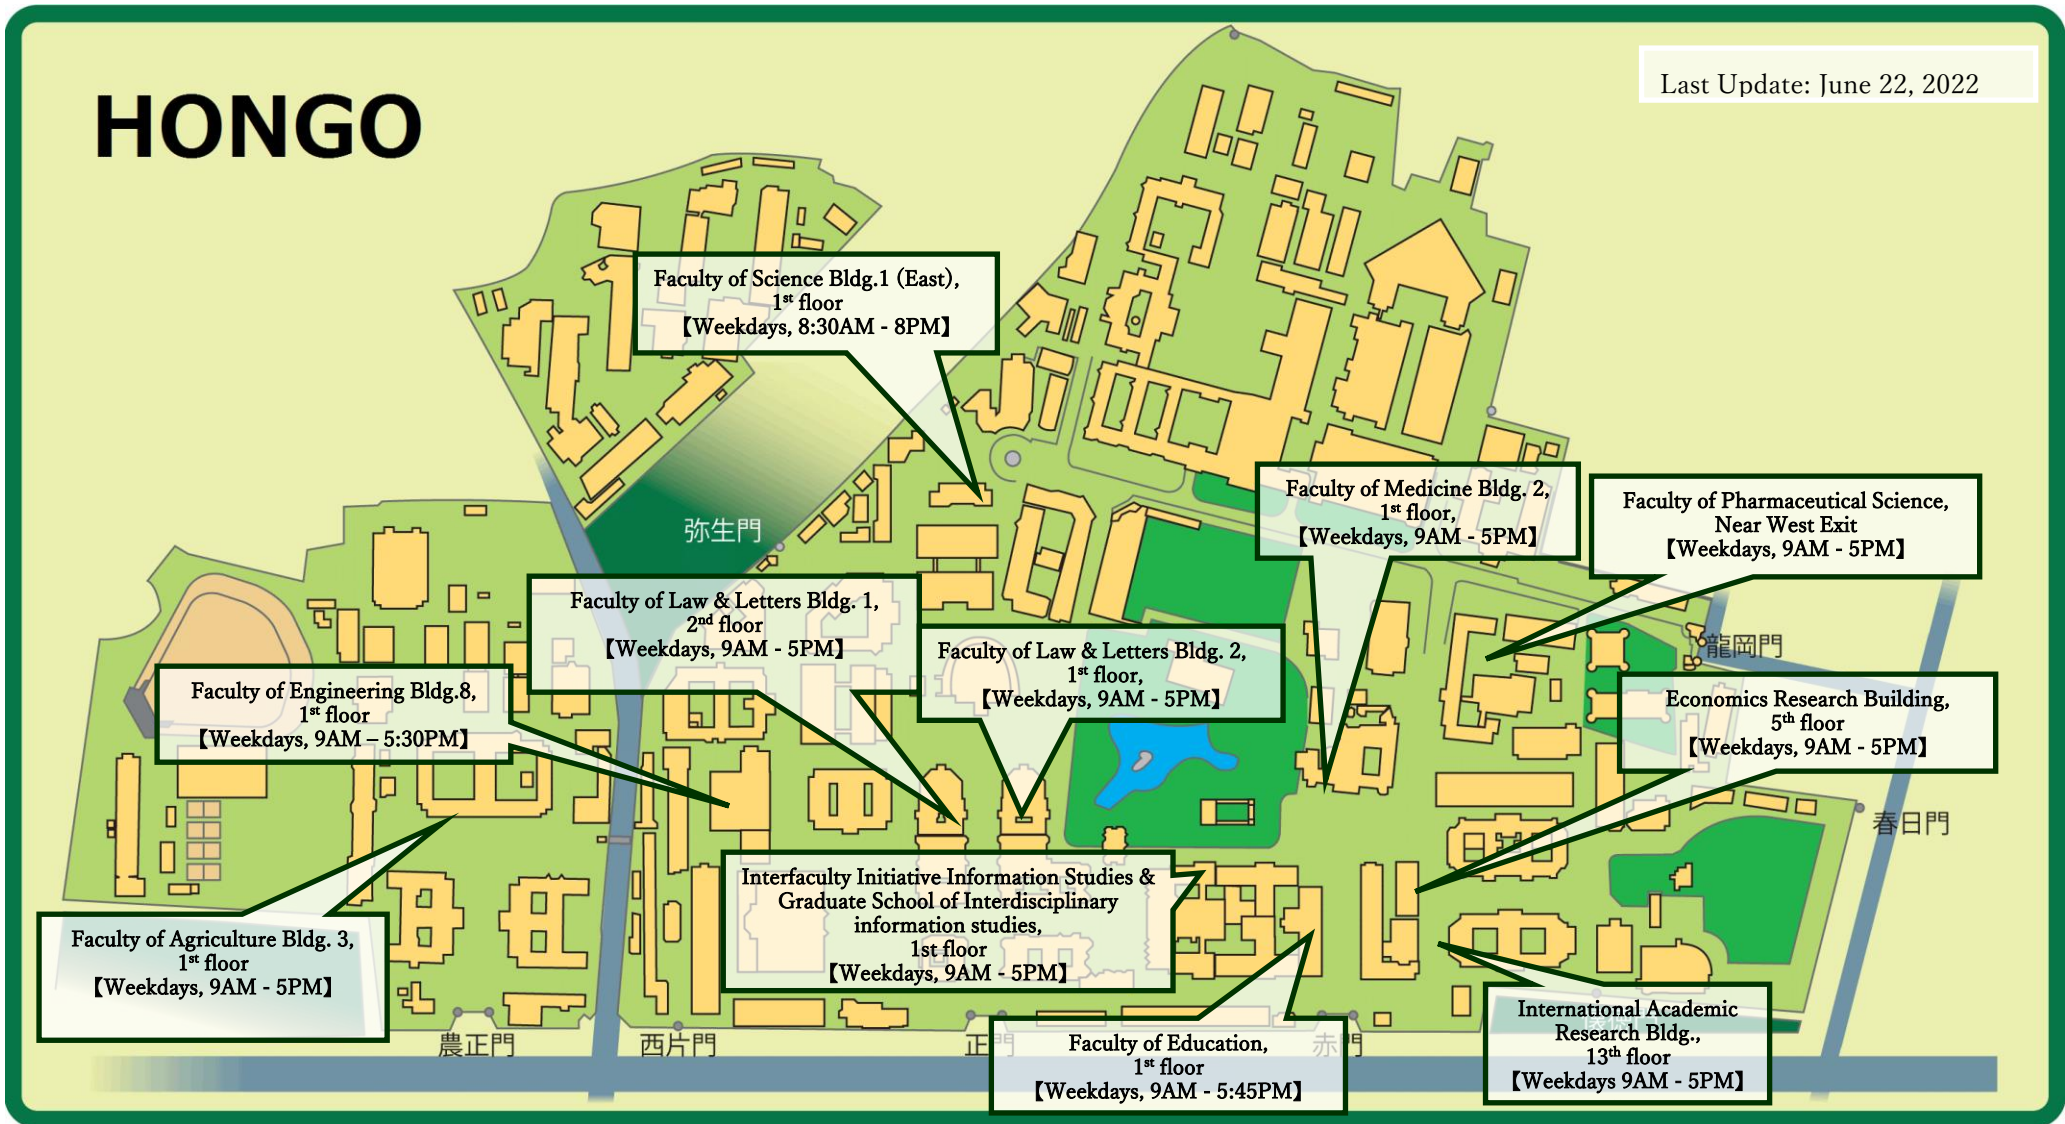 HONGO
Last Update: June 22, 2022
Faculty of Science Bldg.1 (East),
1st floor
【Weekdays, 8:30AM - 8PM】
Faculty of Medicine Bldg. 2,
1st floor,
【Weekdays, 9AM - 5PM】
Faculty of Pharmaceutical Science,
Near West Exit
【Weekdays, 9AM - 5PM】
弥生門
Faculty of Law & Letters Bldg. 1,
2nd floor
【Weekdays, 9AM - 5PM】
Faculty of Law & Letters Bldg. 2,
1st floor,
【Weekdays, 9AM - 5PM】
龍岡門
Faculty of Engineering Bldg.8,
1st floor
【Weekdays, 9AM – 5:30PM】
Economics Research Building,
5th floor
【Weekdays, 9AM - 5PM】
春日門
Interfaculty Initiative Information Studies &
Graduate School of Interdisciplinary
information studies,
1st floor
【Weekdays, 9AM - 5PM】
Faculty of Agriculture Bldg. 3,
1st floor
【Weekdays, 9AM - 5PM】
International Academic
Research Bldg.,
13th floor
【Weekdays 9AM - 5PM】
農正門
西片門
正門
赤門
Faculty of Education,
1st floor
【Weekdays, 9AM - 5:45PM】